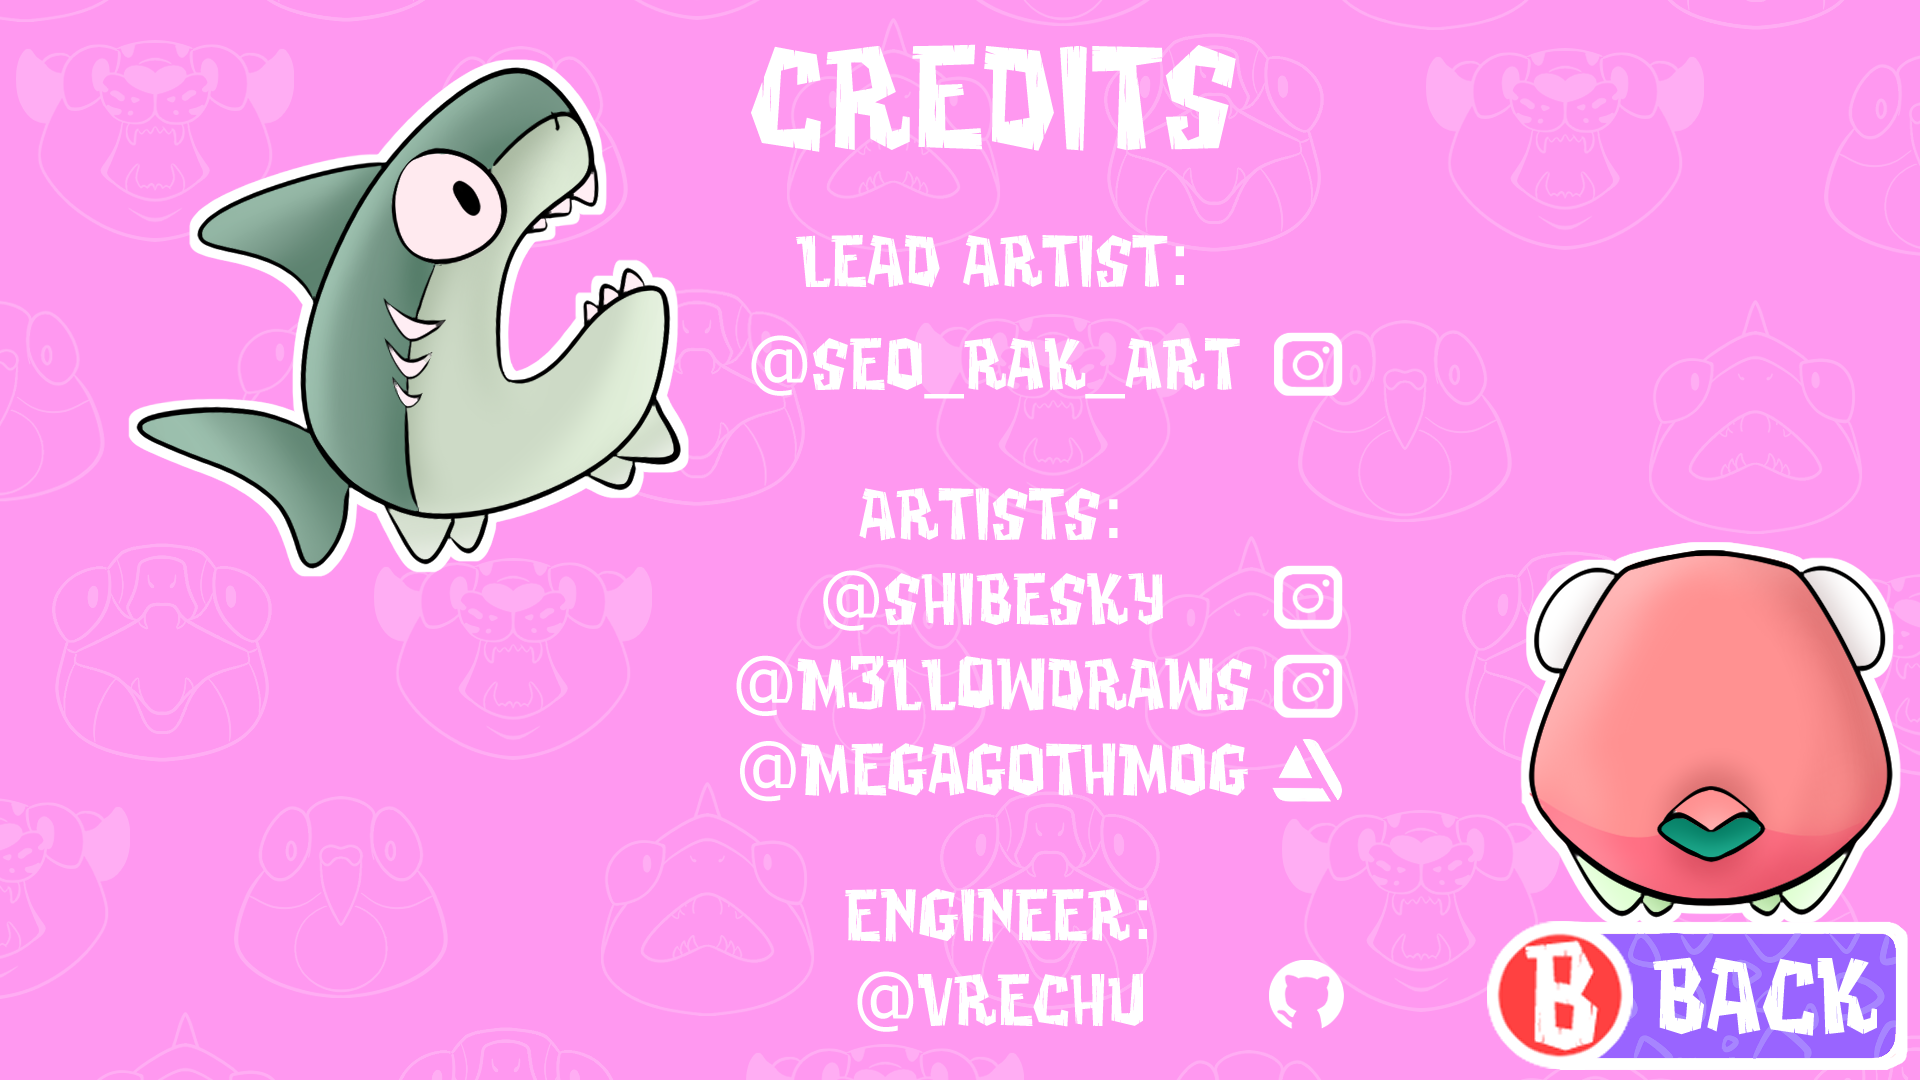 CREDITS
LEAD ARTIST:
@SEO_RAK_ART
ARTISTS:
@SHIBESKY
@M3LLOWDRAWS
@MEGAGOTHMOG
ENGINEER:
@VRECHU
B BACK